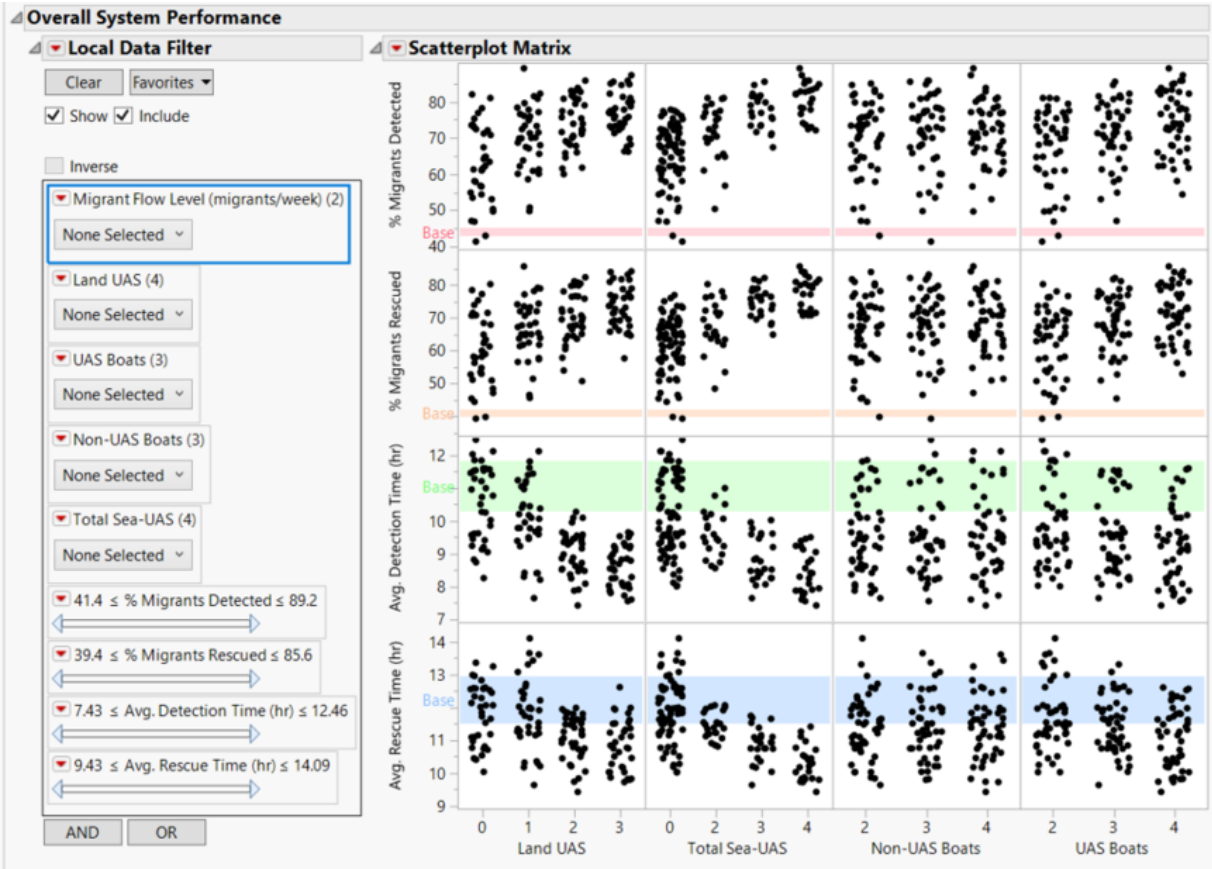 Overall System Performance
Local Data Filter
Clear Favorites
Show Include
Inverse
Migrant Flow Level (migrants/week) (2)
None Selected
Land UAS (4)
None Selected
UAS Boats (3)
None Selected
Non-UAS Boats (3)
None Selected
Total Sea-UAS (4)
None Selected
41.4 ≤ % Migrants Detected ≤ 89.2
39.4 ≤ % Migrants Rescued ≤ 85.6
7.43 ≤ Avg. Detection Time (hr) ≤ 12.46
9.43 ≤ Avg. Rescue Time (hr) ≤ 14.09
AND OR
Scatterplot Matrix
% Migrants Detected
80
70
60
50
Base
40
% Migrants Rescued
80
70
60
50
Base
Avg. Detection Time (hr)
12
Base
10
9
8
7
Avg. Rescue Time (hr)
14
13
Base
11
10
9
0 1 2 3 0 2 3 4 2 3 4 2 3 4
Land UAS Total Sea-UAS Non-UAS Boats UAS Boats